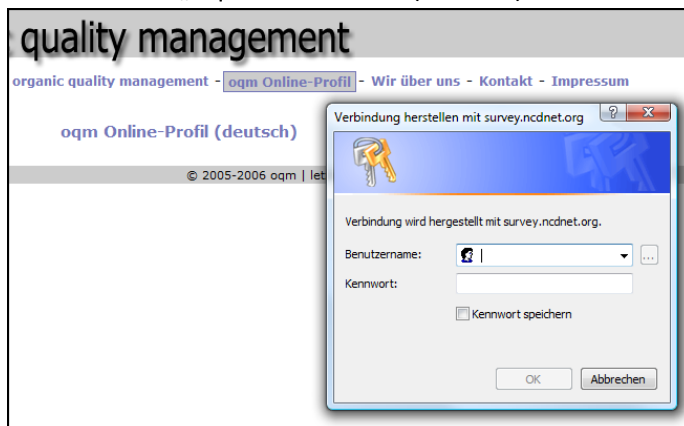 quality management
organic quality management - oqm Online-Profil - Wir über uns - Kontakt - Impressum
oqm Online-Profil (deutsch)
© 2005-2006 oqm | let
Verbindung herstellen mit survey.ncdnet.org
Verbindung wird hergestellt mit survey.ncdnet.org.
Benutzername:
...
Kennwort:
Kennwort speichern
OK
Abbrechen